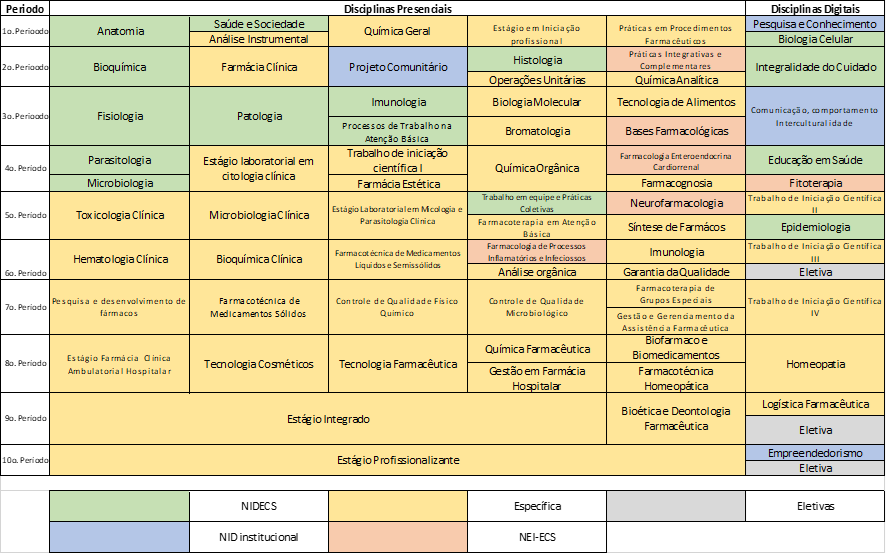 Periodo Disciplinas Presenciais Disciplinas Digitais
1o. Perioodo Anatomia Saúde e Sociedade Química Geral Estágio em Iniciação profissional Práticas em Procedimentos Farmacêuticos Pesquisa e Conhecimento
Análise Instrumental Biologia Celular
2o. Perioodo Bioquímica Farmácia Clínica Projeto Comunitário Histologia Práticas Integrativas e Complementares Integralidade do Cuidado
Operações Unitárias Química Analítica
3o. Perioodo Fisiologia Patologia Imunologia Biologia Molecular Tecnologia de Alimentos Comunicação, comportamento Interculturalidade
Processos de Trabalho na Atenção Básica Bromatologia Bases Farmacológicas
4o. Período Parasitologia Estágio laboratorial em citologia clínica Trabalho de iniciação científica I Química Orgânica Farmacologia Enteroendocrina Cardiorrenal Educação em Saúde
Microbiologia Farmácia Estética Farmacognosia Fitoterapia
5o. Período Toxicologia Clínica Microbiologia Clínica Estágio Laboratorial em Micologia e Parasitologia Clínica Trabalho em equipe e Práticas Coletivas Neurofarmacologia Trabalho de Iniciação Científica II
Farmacoterapia em Atenção Básica Síntese de Fármacos Epidemiologia
6o. Período Hematologia Clínica Bioquímica Clínica Farmacotécnica de Medicamentos Líquidos e Semissólidos Farmacologia de Processos Inflamatórios e Infeciossos Imunologia Trabalho de Iniciação Científica III
Análise orgânica Garantia da Qualidade Eletiva
7o. Período Pesquisa e desenvolvimento de fármacos Farmacotécnica de Medicamentos Sólidos Controle de Qualidade Físico Químico Controle de Qualidade Microbiológico Farmacoterapia de Grupos Especiais Trabalho de Iniciação Científica IV
Gestão e Gerenciamento da Assistência Farmacêutica
8o. Período Estágio Farmácia Clínica Ambulatorial Hospitalar Tecnologia Cosméticos Tecnologia Farmacêutica Química Farmacêutica Biofarmaco e Biomedicamentos Homeopatia
Gestão em Farmácia Hospitalar Farmacotécnica Homeopática
9o. Período Estágio Integrado Bioética e Deontologia Farmacêutica Logística Farmacêutica
Eletiva
10o. Período Estágio Profissionalizante Empreendedorismo
Eletiva
NIDECS Específica Eletivas
NID institucional NEI-ECS